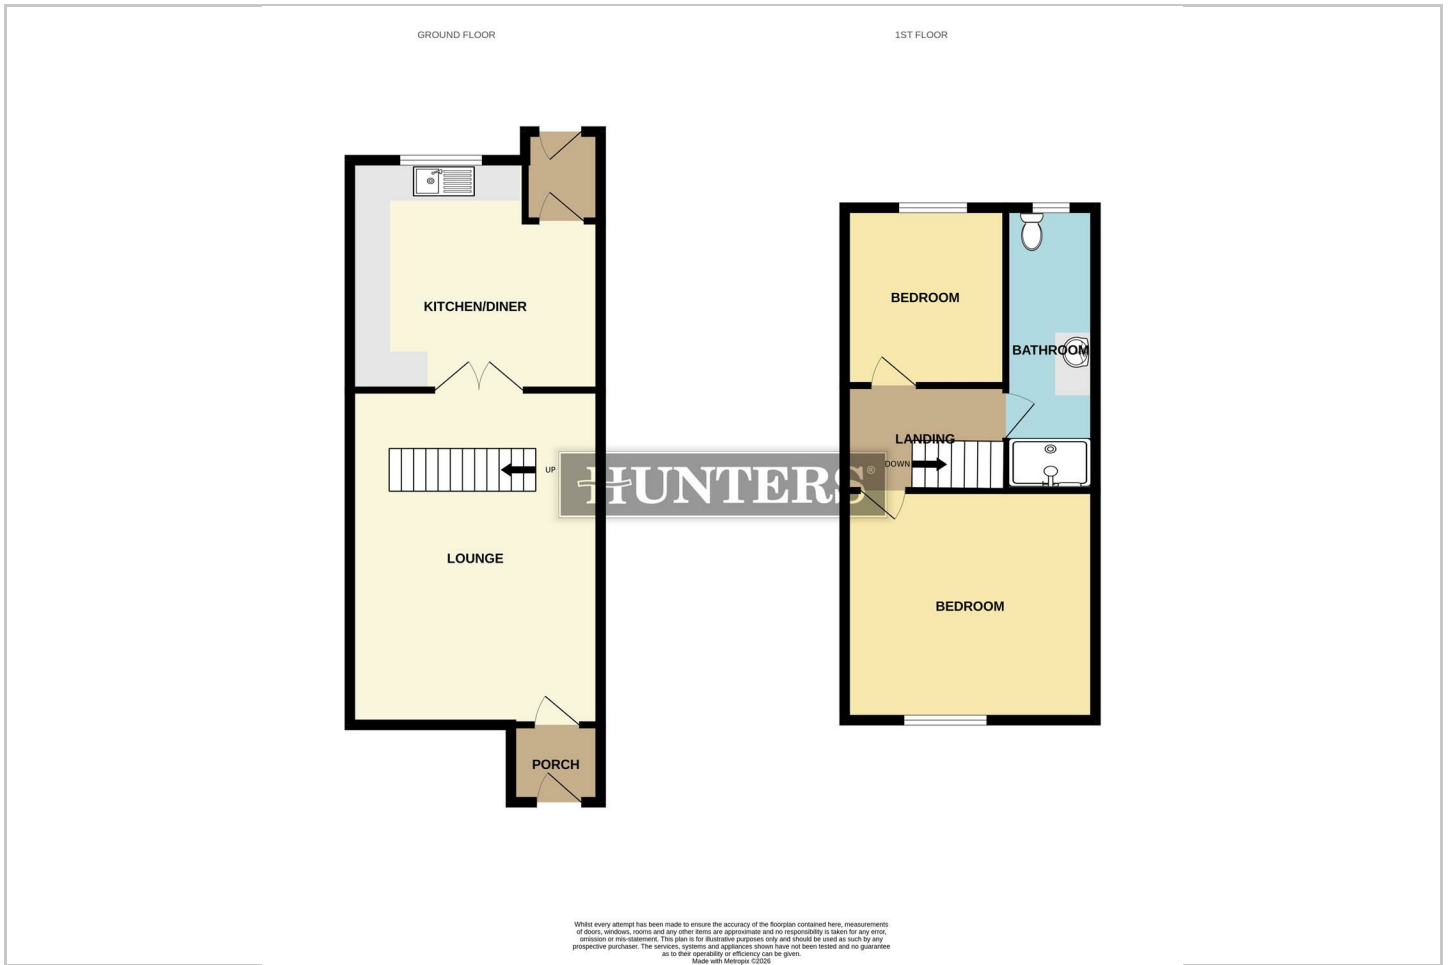 GROUND FLOOR
1ST FLOOR
KITCHEN/DINER
UP
LOUNGE
PORCH
BEDROOM
BATHROOM
LANDING
DOWN
BEDROOM
HUNTERS®
Whilst every attempt has been made to ensure the accuracy of the floorplan contained here, measurements
of doors, windows, rooms and any other items are approximate and no responsibility is taken for any error,
omission or mis-statement. This plan is for illustrative purposes only and should be used as such by any
prospective purchaser. The services, systems and appliances shown have not been tested and no guarantee
as to their operability or efficiency can be given.
Made with Metropix ©2026